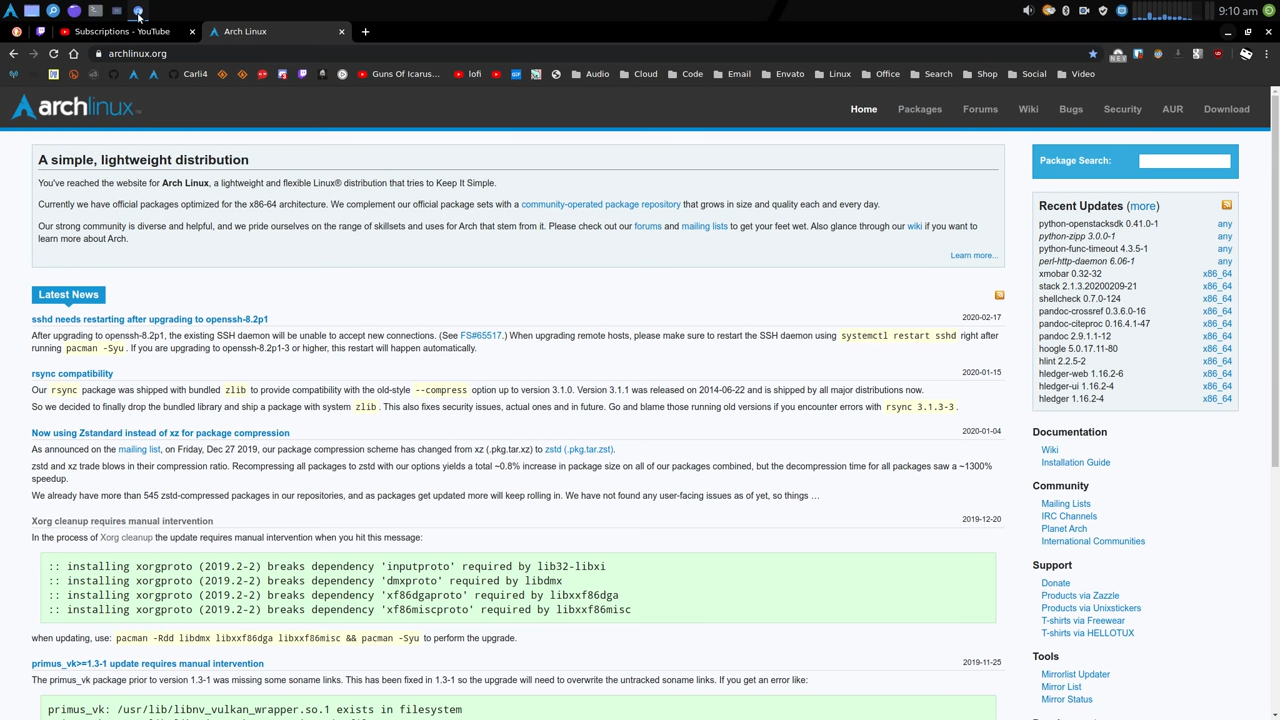 9:10 am
Subscriptions - YouTube
Arch Linux
archlinux.org
NEW
Carli4
Guns Of Icarus...
lofi
GIF
Audio
Cloud
Code
Email
Envato
Linux
Office
Search
Shop
Social
Video
archlinux
Home Packages Forums Wiki Bugs Security AUR Download
A simple, lightweight distribution
You've reached the website for Arch Linux, a lightweight and flexible Linux® distribution that tries to Keep It Simple.
Currently we have official packages optimized for the x86-64 architecture. We complement our official package sets with a community-operated package repository that grows in size and quality each and every day.
Our strong community is diverse and helpful, and we pride ourselves on the range of skillsets and uses for Arch that stem from it. Please check out our forums and mailing lists to get your feet wet. Also glance through our wiki if you want to
learn more about Arch.
Learn more...
Latest News
sshd needs restarting after upgrading to openssh-8.2p1 2020-02-17
After upgrading to openssh-8.2p1, the existing SSH daemon will be unable to accept new connections. (See FS#65517.) When upgrading remote hosts, please make sure to restart the SSH daemon using systemctl restart sshd right after
running pacman -Syu. If you are upgrading to openssh-8.2p1-3 or higher, this restart will happen automatically.
rsync compatibility 2020-01-15
Our rsync package was shipped with bundled zlib to provide compatibility with the old-style --compress option up to version 3.1.0. Version 3.1.1 was released on 2014-06-22 and is shipped by all major distributions now.
So we decided to finally drop the bundled library and ship a package with system zlib. This also fixes security issues, actual ones and in future. Go and blame those running old versions if you encounter errors with rsync 3.1.3-3.
Now using Zstandard instead of xz for package compression 2020-01-04
As announced on the mailing list, on Friday, Dec 27 2019, our package compression scheme has changed from xz (.pkg.tar.xz) to zstd (.pkg.tar.zst).
zstd and xz trade blows in their compression ratio. Recompressing all packages to zstd with our options yields a total ~0.8% increase in package size on all of our packages combined, but the decompression time for all packages saw a ~1300%
speedup.
We already have more than 545 zstd-compressed packages in our repositories, and as packages get updated more will keep rolling in. We have not found any user-facing issues as of yet, so things …
Xorg cleanup requires manual intervention 2019-12-20
In the process of Xorg cleanup the update requires manual intervention when you hit this message:
:: installing xorgproto (2019.2-2) breaks dependency 'inputproto' required by lib32-libxi
:: installing xorgproto (2019.2-2) breaks dependency 'dmxproto' required by libdmx
:: installing xorgproto (2019.2-2) breaks dependency 'xf86dgaproto' required by libxxf86dga
:: installing xorgproto (2019.2-2) breaks dependency 'xf86miscproto' required by libxxf86misc
when updating, use: pacman -Rdd libdmx libxxf86dga libxxf86misc && pacman -Syu to perform the upgrade.
primus_vk>=1.3-1 update requires manual intervention 2019-11-25
The primus_vk package prior to version 1.3-1 was missing some soname links. This has been fixed in 1.3-1 so the upgrade will need to overwrite the untracked soname links. If you get an error like:
primus_vk: /usr/lib/libnv_vulkan_wrapper.so.1 exists in filesystem
Package Search:
Recent Updates (more)
python-openstacksdk 0.41.0-1 any
python-zipp 3.0.0-1 any
python-func-timeout 4.3.5-1 any
perl-http-daemon 6.06-1 any
xmobar 0.32-32 x86_64
stack 2.1.3.20200209-21 x86_64
shellcheck 0.7.0-124 x86_64
pandoc-crossref 0.3.6.0-16 x86_64
pandoc-citeproc 0.16.4.1-47 x86_64
pandoc 2.9.1.1-12 x86_64
hoogle 5.0.17.11-80 x86_64
hlint 2.2.5-2 x86_64
hledger-web 1.16.2-6 x86_64
hledger-ui 1.16.2-4 x86_64
hledger 1.16.2-4 x86_64
Documentation
Wiki
Installation Guide
Community
Mailing Lists
IRC Channels
Planet Arch
International Communities
Support
Donate
Products via Zazzle
Products via Unixstickers
T-shirts via Freewear
T-shirts via HELLOTUX
Tools
Mirrorlist Updater
Mirror List
Mirror Status